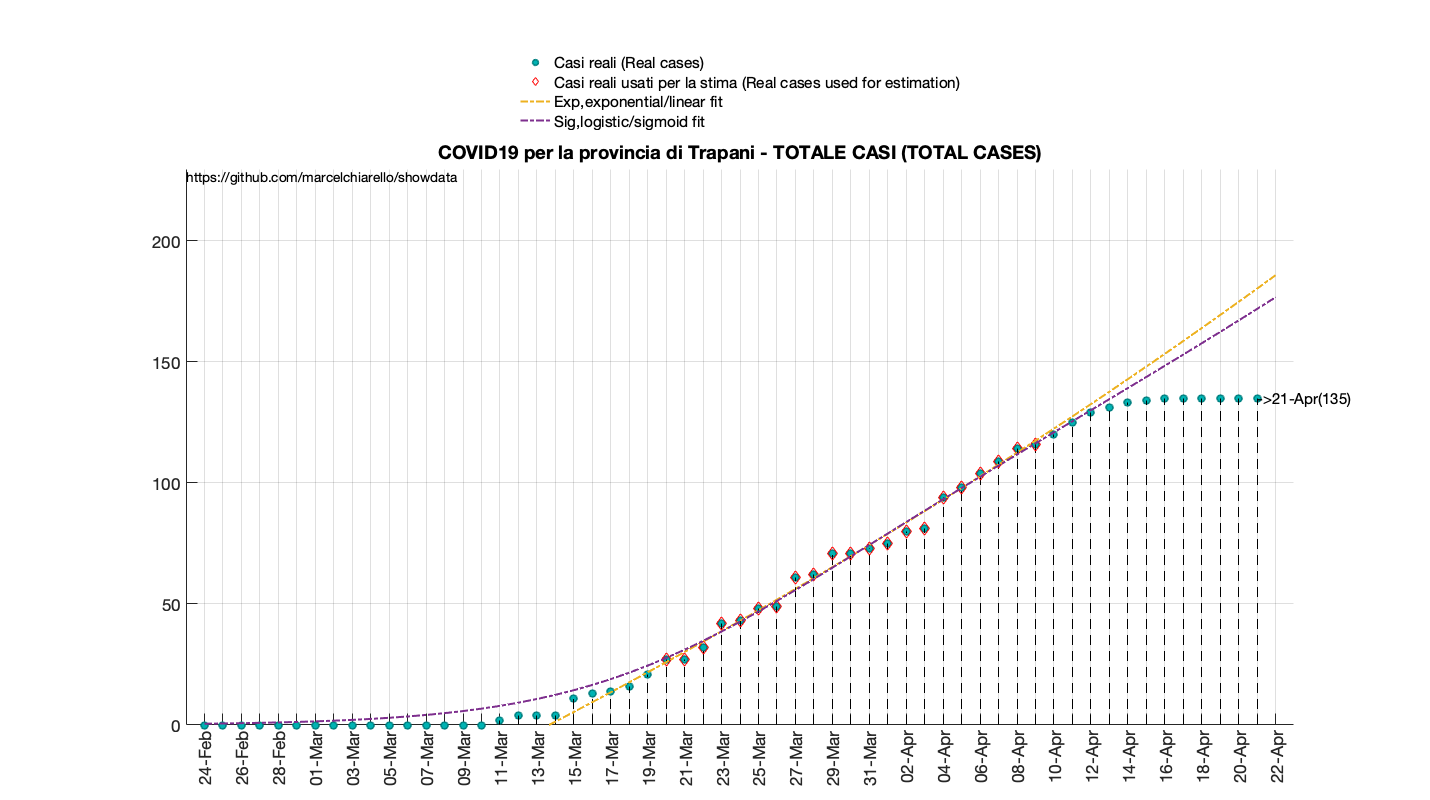 Casi reali (Real cases)
Casi reali usati per la stima (Real cases used for estimation)
Exp,exponential/linear fit
Sig,logistic/sigmoid fit
COVID19 per la provincia di Trapani - TOTALE CASI (TOTAL CASES)
https://github.com/marcelchiarello/showdata
200
150
100
50
0
->21-Apr(135)
24-Feb
26-Feb
28-Feb
01-Mar
03-Mar
05-Mar
07-Mar
09-Mar
11-Mar
13-Mar
15-Mar
17-Mar
19-Mar
21-Mar
23-Mar
25-Mar
27-Mar
29-Mar
31-Mar
02-Apr
04-Apr
06-Apr
08-Apr
10-Apr
12-Apr
14-Apr
16-Apr
18-Apr
20-Apr
22-Apr